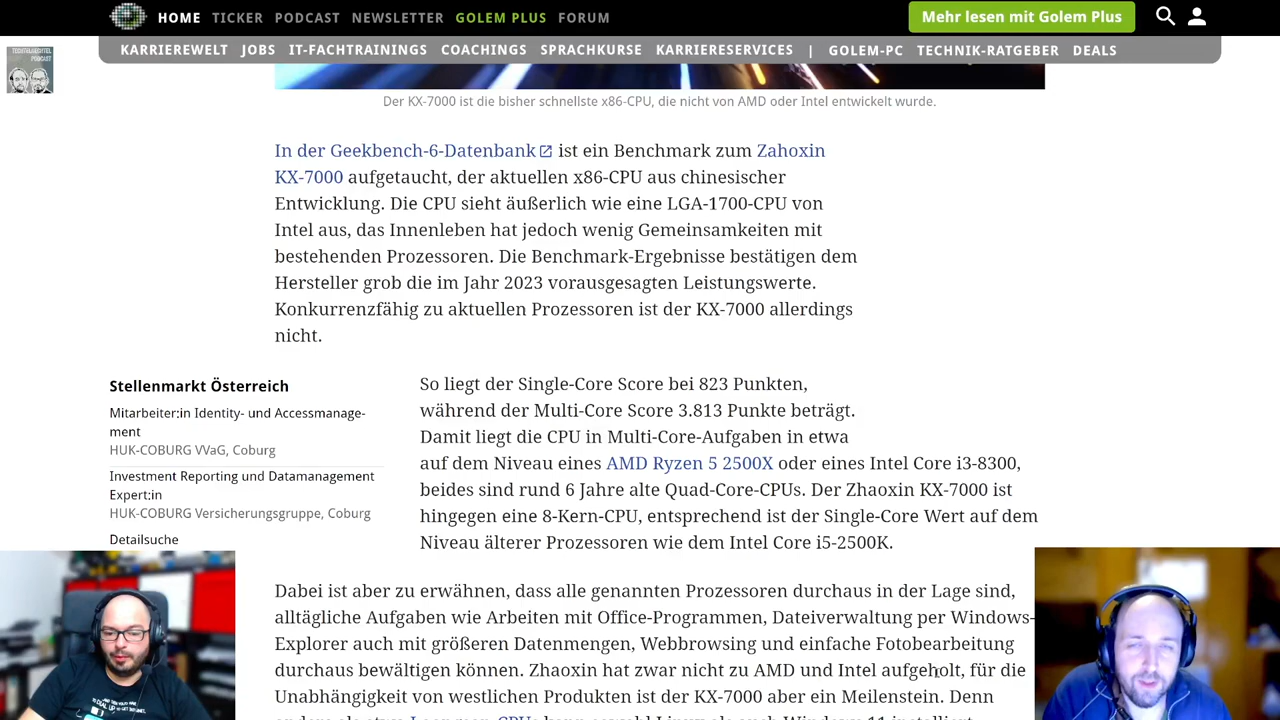 HOME TICKER PODCAST NEWSLETTER GOLEM PLUS FORUM Mehr lesen mit Golem Plus
KARRIEREWELT JOBS IT-FACHTRAININGS COACHINGS SPRACHKURSE KARRIERESERVICES | GOLEM-PC TECHNIK-RATGEBER DEALS
Der KX-7000 ist die bisher schnellste x86-CPU, die nicht von AMD oder Intel entwickelt wurde.
In der Geekbench-6-Datenbank ist ein Benchmark zum Zahoxin
KX-7000 aufgetaucht, der aktuellen x86-CPU aus chinesischer
Entwicklung. Die CPU sieht äußerlich wie eine LGA-1700-CPU von
Intel aus, das Innenleben hat jedoch wenig Gemeinsamkeiten mit
bestehenden Prozessoren. Die Benchmark-Ergebnisse bestätigen dem
Hersteller grob die im Jahr 2023 vorausgesagten Leistungswerte.
Konkurrenzfähig zu aktuellen Prozessoren ist der KX-7000 allerdings
nicht.
Stellenmarkt Österreich
Mitarbeiter:in Identity- und Accessmanage-
ment
HUK-COBURG VVaG, Coburg
Investment Reporting und Datamanagement
Expert:in
HUK-COBURG Versicherungsgruppe, Coburg
Detailsuche
So liegt der Single-Core Score bei 823 Punkten,
während der Multi-Core Score 3.813 Punkte beträgt.
Damit liegt die CPU in Multi-Core-Aufgaben in etwa
auf dem Niveau eines AMD Ryzen 5 2500X oder eines Intel Core i3-8300,
beides sind rund 6 Jahre alte Quad-Core-CPUs. Der Zhaoxin KX-7000 ist
hingegen eine 8-Kern-CPU, entsprechend ist der Single-Core Wert auf dem
Niveau älterer Prozessoren wie dem Intel Core i5-2500K.
Dabei ist aber zu erwähnen, dass alle genannten Prozessoren durchaus in der Lage sind,
alltägliche Aufgaben wie Arbeiten mit Office-Programmen, Dateiverwaltung per Windows-
Explorer auch mit größeren Datenmengen, Webbrowsing und einfache Fotobearbeitung
durchaus bewältigen können. Zhaoxin hat zwar nicht zu AMD und Intel aufgeholt, für die
Unabhängigkeit von westlichen Produkten ist der KX-7000 aber ein Meilenstein. Denn